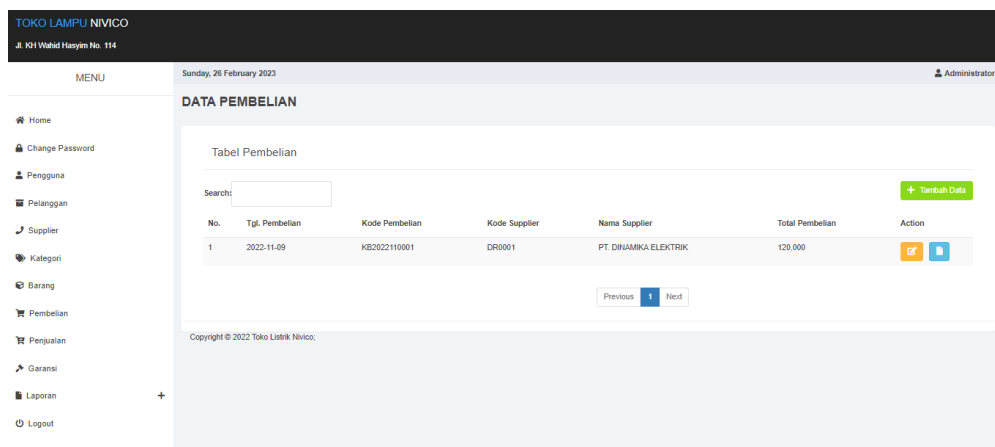 TOKO LAMPU NIVICO
Jl. KH Wahid Hasyim No. 114
MENU
Sunday, 26 February 2023
Administrator
DATA PEMBELIAN
Home
Change Password
Pengguna
Pelanggan
Supplier
Kategori
Barang
Pembelian
Penjualan
Garansi
Laporan +
Logout
Tabel Pembelian
Search:
+ Tambah Data
No. Tgl. Pembelian Kode Pembelian Kode Supplier Nama Supplier Total Pembelian Action
1 2022-11-09 KB2022110001 DR0001 PT. DINAMIKA ELEKTRIK 120,000
Previous 1 Next
Copyright © 2022 Toko Listrik Nivico;